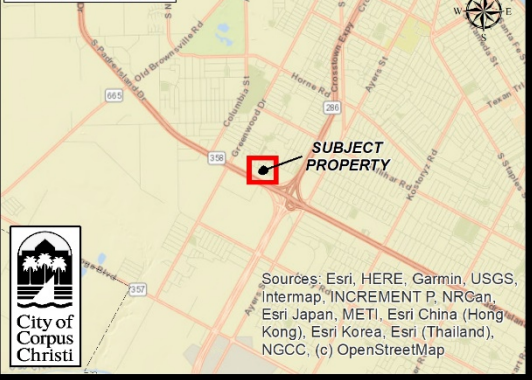 W
E
S
S Padre Island Dr
Old Brownsville Rd
S N
665
Columbia St
Greenwood Dr
Horne Rd
Crosstown Expy
Ayers St
286
Texan Tr
358
SUBJECT
PROPERTY
Kostoryz Rd
S Staples S
357
Ayers St
City of
Corpus
Christi
Sources: Esri, HERE, Garmin, USGS,
Intermap, INCREMENT P, NRCan,
Esri Japan, METI, Esri China (Hong
Kong), Esri Korea, Esri (Thailand),
NGCC, (c) OpenStreetMap